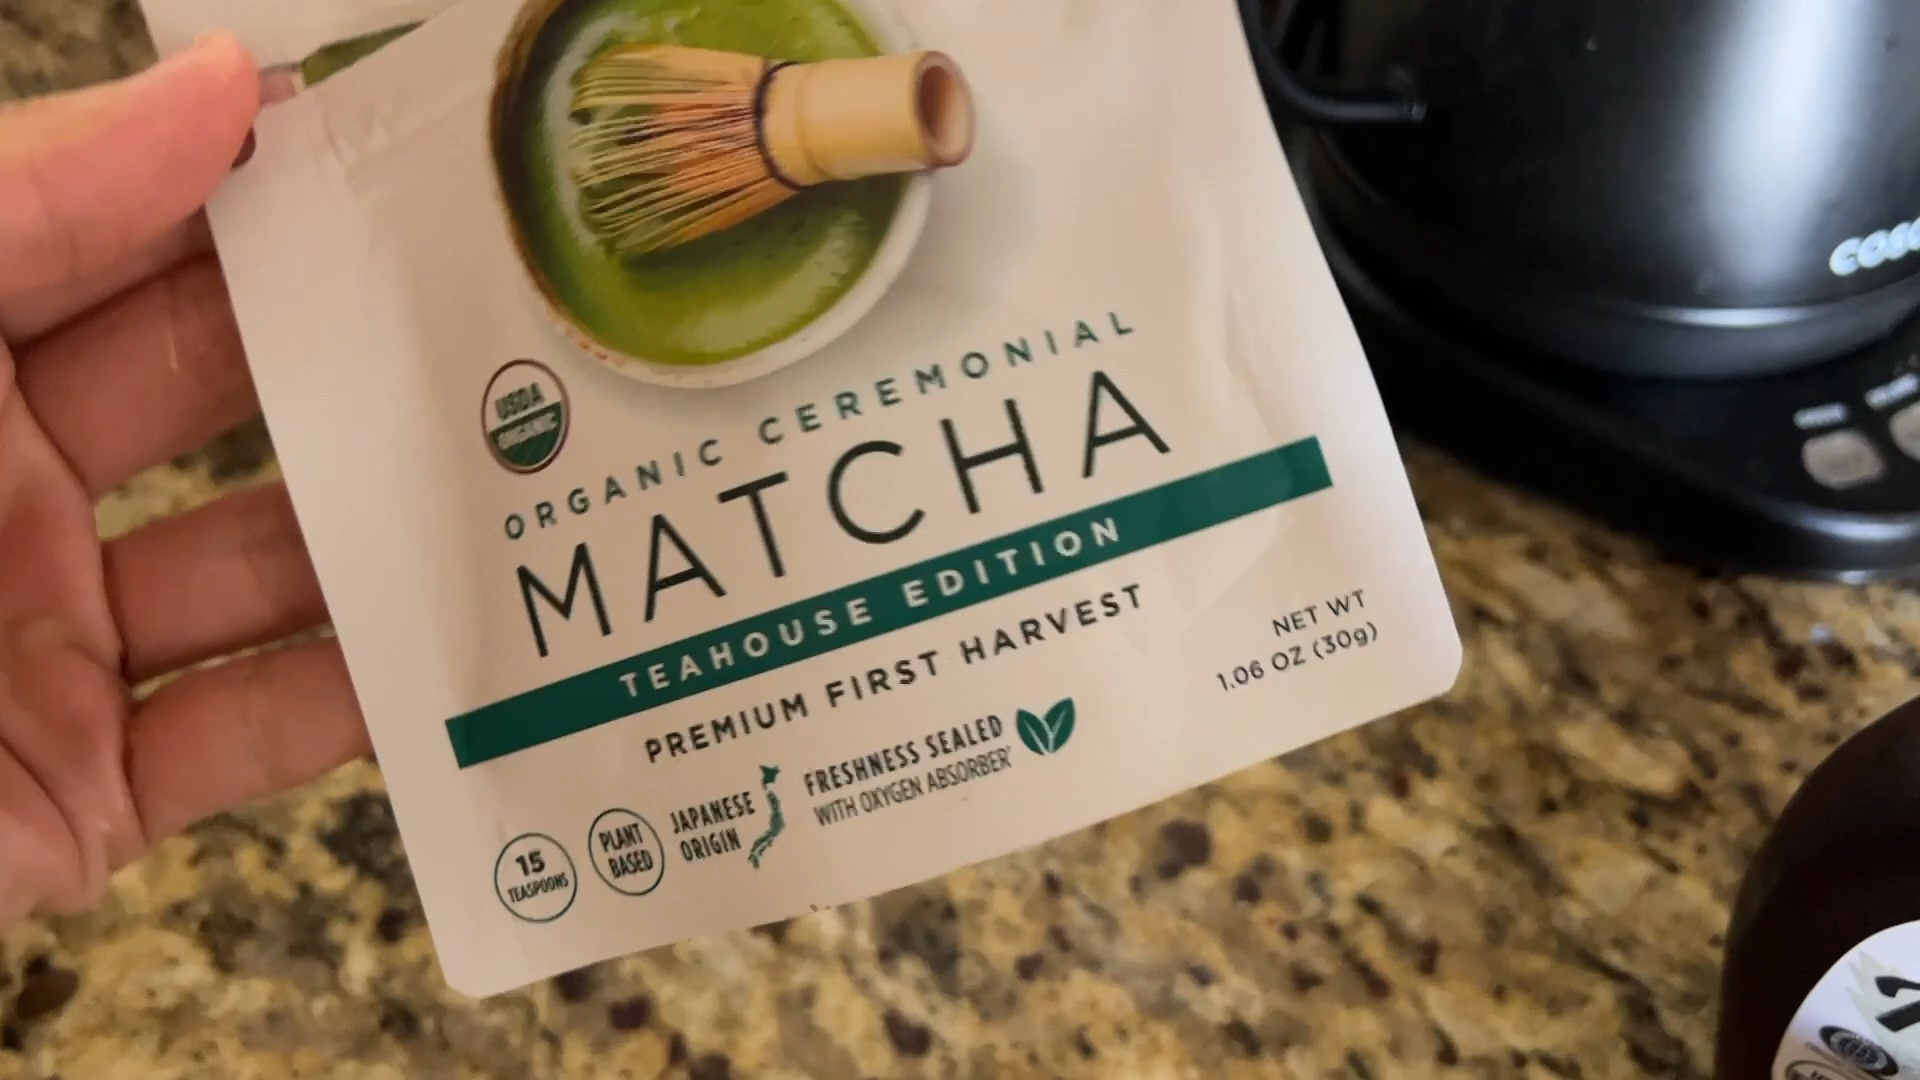 USDA
ORGANIC
ORGANIC CEREMONIAL
MATCHA
TEAHOUSE EDITION
PREMIUM FIRST HARVEST
NET WT
1.06 OZ (30g)
15
TEASPOONS
PLANT
BASED
JAPANESE
ORIGIN
FRESHNESS SEALED
WITH OXYGEN ABSORBER